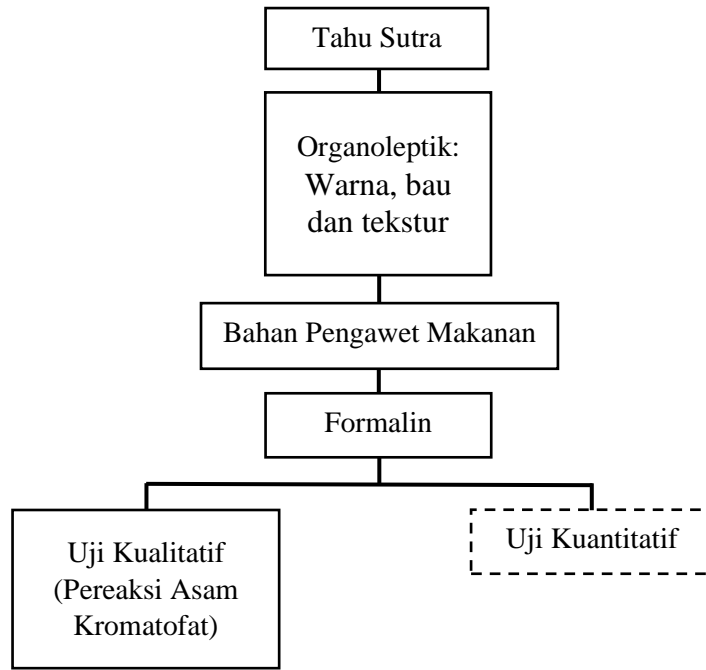 Tahu Sutra
Organoleptik:
Warna, bau
dan tekstur
Bahan Pengawet Makanan
Formalin
Uji Kualitatif
(Pereaksi Asam
Kromatofat)
Uji Kuantitatif